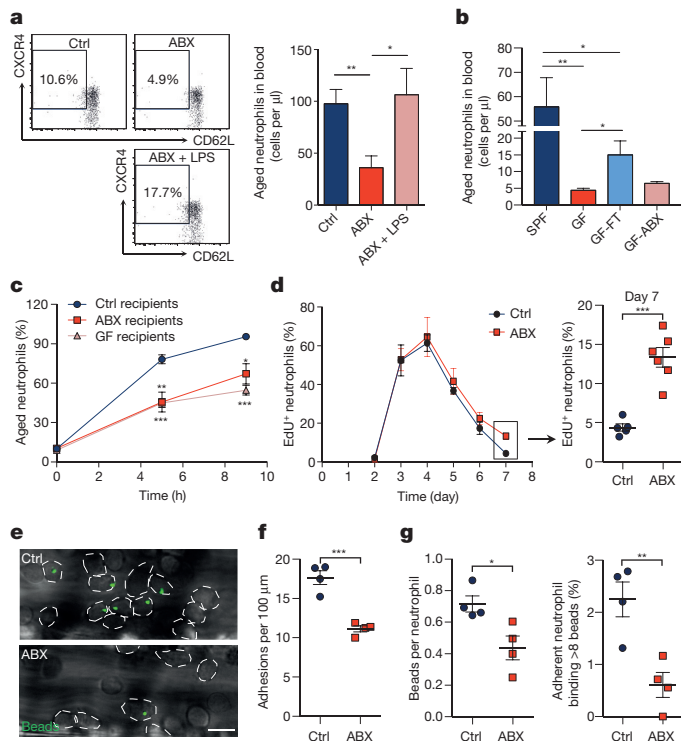 a
Ctrl
ABX
CXCR4
10.6%
4.9%
CD62L
ABX + LPS
CXCR4
17.7%
CD62L
Aged neutrophils in blood
(cells per µl)
150
100
50
0
**
*
Ctrl
ABX
ABX + LPS
b
Aged neutrophils in blood
(cells per µl)
80
70
60
50
20
15
10
5
0
*
**
*
SPF
GF
GF-FT
GF-ABX
c
Aged neutrophils (%)
120
90
60
30
0
Ctrl recipients
ABX recipients
GF recipients
**
***
*
***
0 2 4 6 8 10
Time (h)
d
EdU+ neutrophils (%)
80
60
40
20
0
Ctrl
ABX
0 1 2 3 4 5 6 7 8
Time (day)
Day 7
***
EdU+ neutrophils (%)
20
15
10
5
0
Ctrl ABX
e
Ctrl
ABX
Beads
f
Adhesions per 100 µm
20
15
10
5
0
***
Ctrl ABX
g
Beads per neutrophil
1.0
0.8
0.6
0.4
0.2
0.0
*
Ctrl ABX
Adherent neutrophil
binding >8 beads (%)
3
2
1
0
**
Ctrl ABX